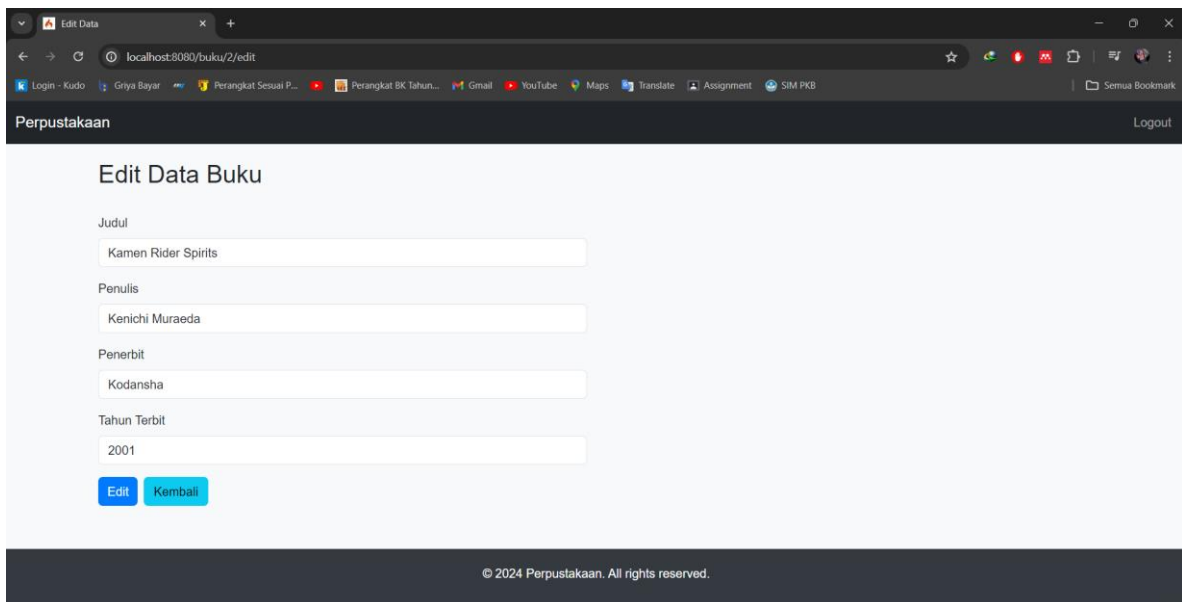 Edit Data
localhost:8080/buku/2/edit
Login - Kudo Griya Bayar Perangkat Sesuai P... Perangkat BK Tahun... Gmail YouTube Maps Translate Assignment SIM PKB Semua Bookmark
Perpustakaan Logout
Edit Data Buku
Judul
Kamen Rider Spirits
Penulis
Kenichi Muraeda
Penerbit
Kodansha
Tahun Terbit
2001
Edit Kembali
© 2024 Perpustakaan. All rights reserved.